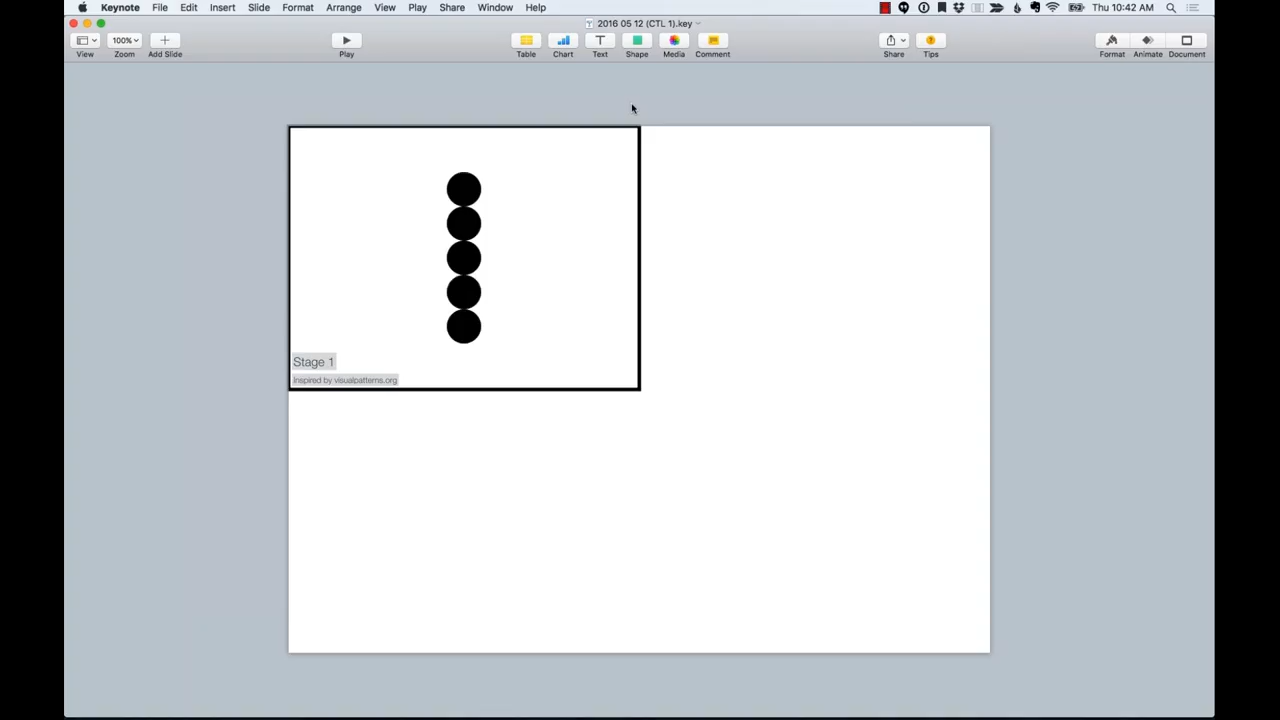 Keynote File Edit Insert Slide Format Arrange View Play Share Window Help Thu 10:42 AM
2016 05 12 (CTL 1).key
100%
View Zoom Add Slide Play Table Chart Text Shape Media Comment Share Tips Format Animate Document
Stage 1
Inspired by visualpatterns.org